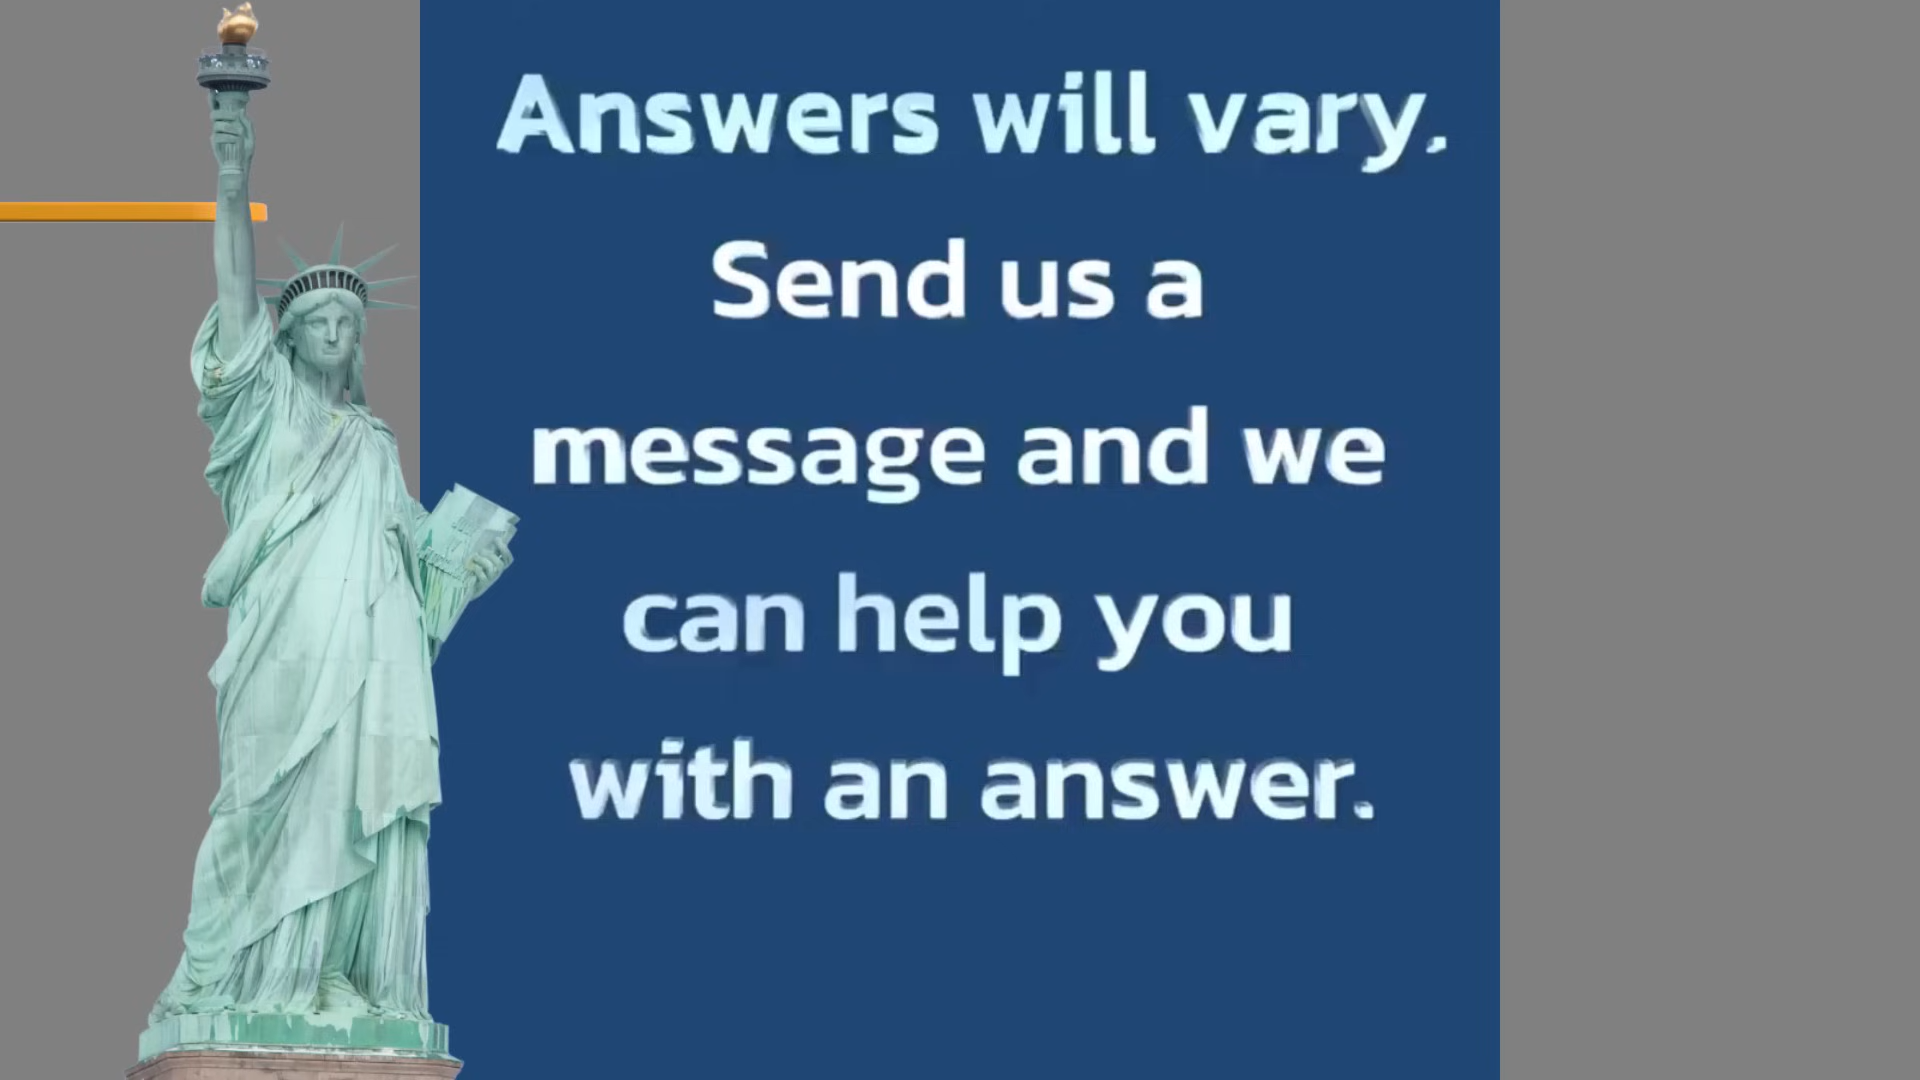 Answers will vary.
Send us a
message and we
can help you
with an answer.